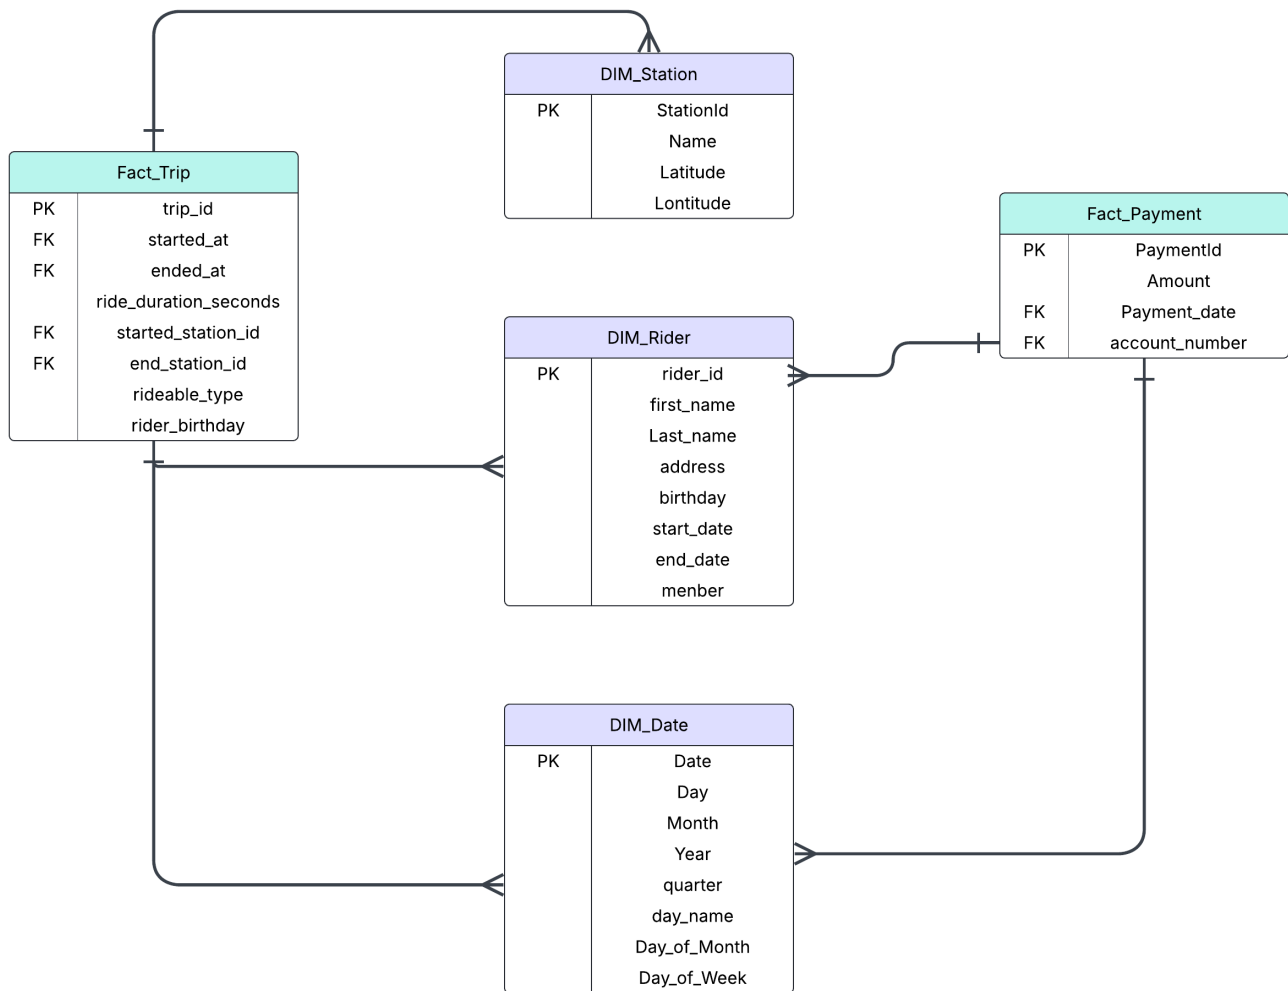 DIM_Station
PK StationId
Name
Latitude
Lontitude
Fact_Trip
PK trip_id
FK started_at
FK ended_at
ride_duration_seconds
FK started_station_id
FK end_station_id
rideable_type
rider_birthday
Fact_Payment
PK PaymentId
Amount
FK Payment_date
FK account_number
DIM_Rider
PK rider_id
first_name
Last_name
address
birthday
start_date
end_date
menber
DIM_Date
PK Date
Day
Month
Year
quarter
day_name
Day_of_Month
Day_of_Week